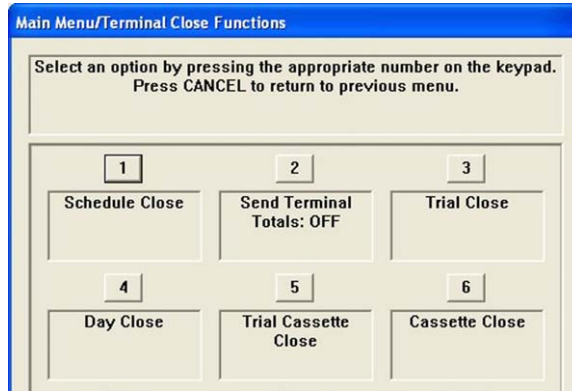 Main Menu/Terminal Close Functions
Select an option by pressing the appropriate number on the keypad.
Press CANCEL to return to previous menu.
1
2
3
Schedule Close
Send Terminal
Totals: OFF
Trial Close
4
5
6
Day Close
Trial Cassette
Close
Cassette Close